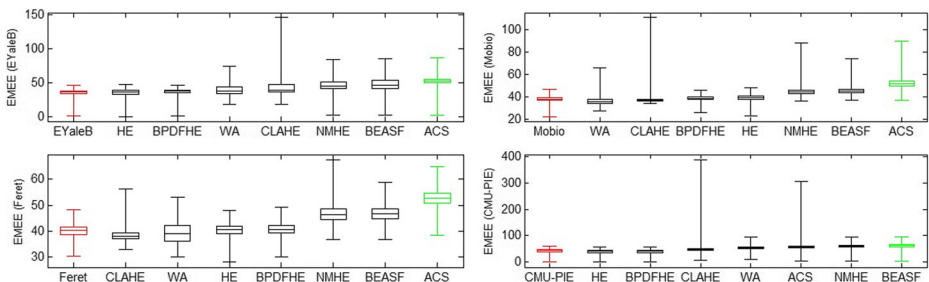 EMEE (EYaleB)
150
100
50
0
EYaleB HE BPDFHE WA CLAHE NMHE BEASF ACS
EMEE (Mobio)
100
80
60
40
20
Mobio WA CLAHE BPDFHE HE NMHE BEASF ACS
EMEE (Feret)
60
50
40
30
Feret CLAHE WA HE BPDFHE NMHE BEASF ACS
EMEE (CMU-PIE)
400
300
200
100
0
CMU-PIE HE BPDFHE CLAHE WA ACS NMHE BEASF